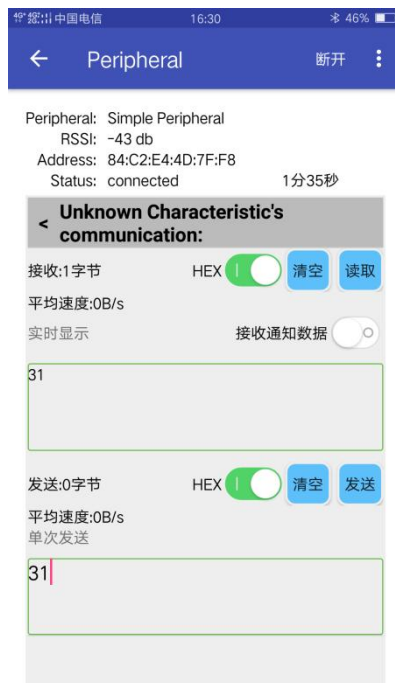 中国电信 16:30 46%
Peripheral 断开
Peripheral: Simple Peripheral
RSSI: -43 db
Address: 84:C2:E4:4D:7F:F8
Status: connected 1分35秒
< Unknown Characteristic's
communication:
接收:1字节 HEX 清空 读取
平均速度:0B/s
实时显示 接收通知数据
31
发送:0字节 HEX 清空 发送
平均速度:0B/s
单次发送
31